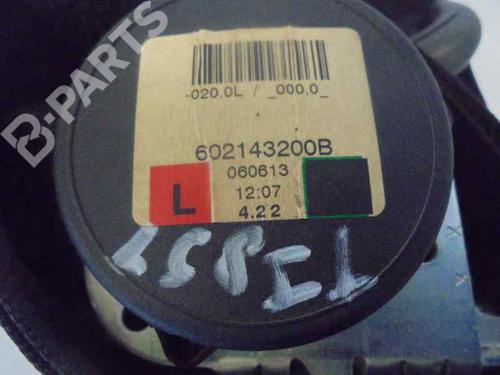 B-PARTS
-020,0L / _000,0_
602143200B
060613
12:07
4.22
L